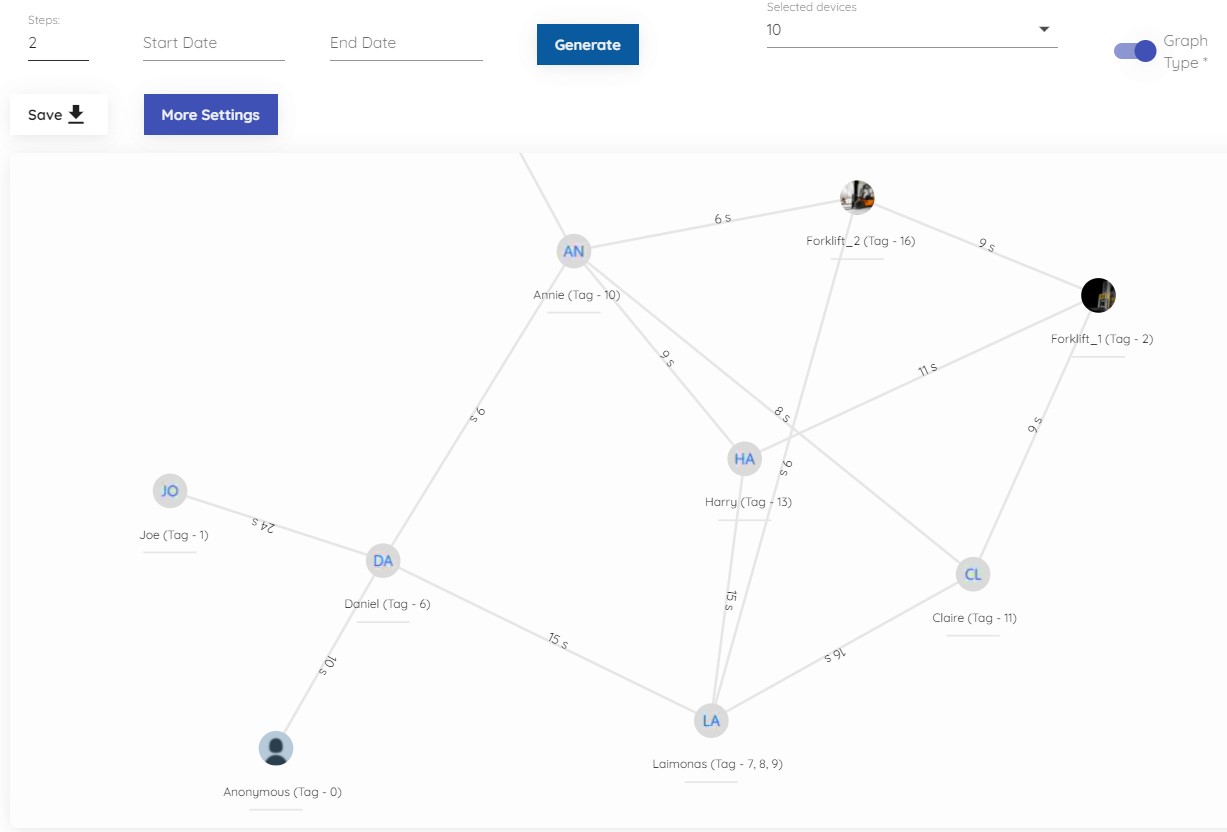 Steps:
2
Start Date
End Date
Generate
Selected devices
10
Graph
Type *
Save
More Settings
6 s
Forklift_2 (Tag - 16)
9 s
AN
Annie (Tag - 10)
Forklift_1 (Tag - 2)
9 s
11 s
9 s
8 s
9 s
HA
9 s
Harry (Tag - 13)
JO
Joe (Tag - 1)
24 s
DA
Daniel (Tag - 6)
CL
Claire (Tag - 11)
15 s
15 s
16 s
10 s
LA
Laimonas (Tag - 7, 8, 9)
Anonymous (Tag - 0)